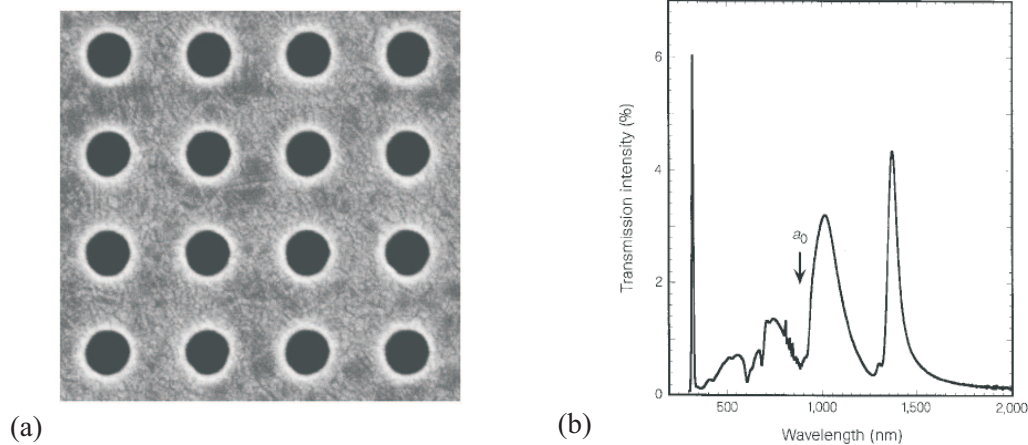 (a)
(b)
Transmission intensity (%)
6
4
2
0
a0
500
1,000
1,500
2,000
Wavelength (nm)